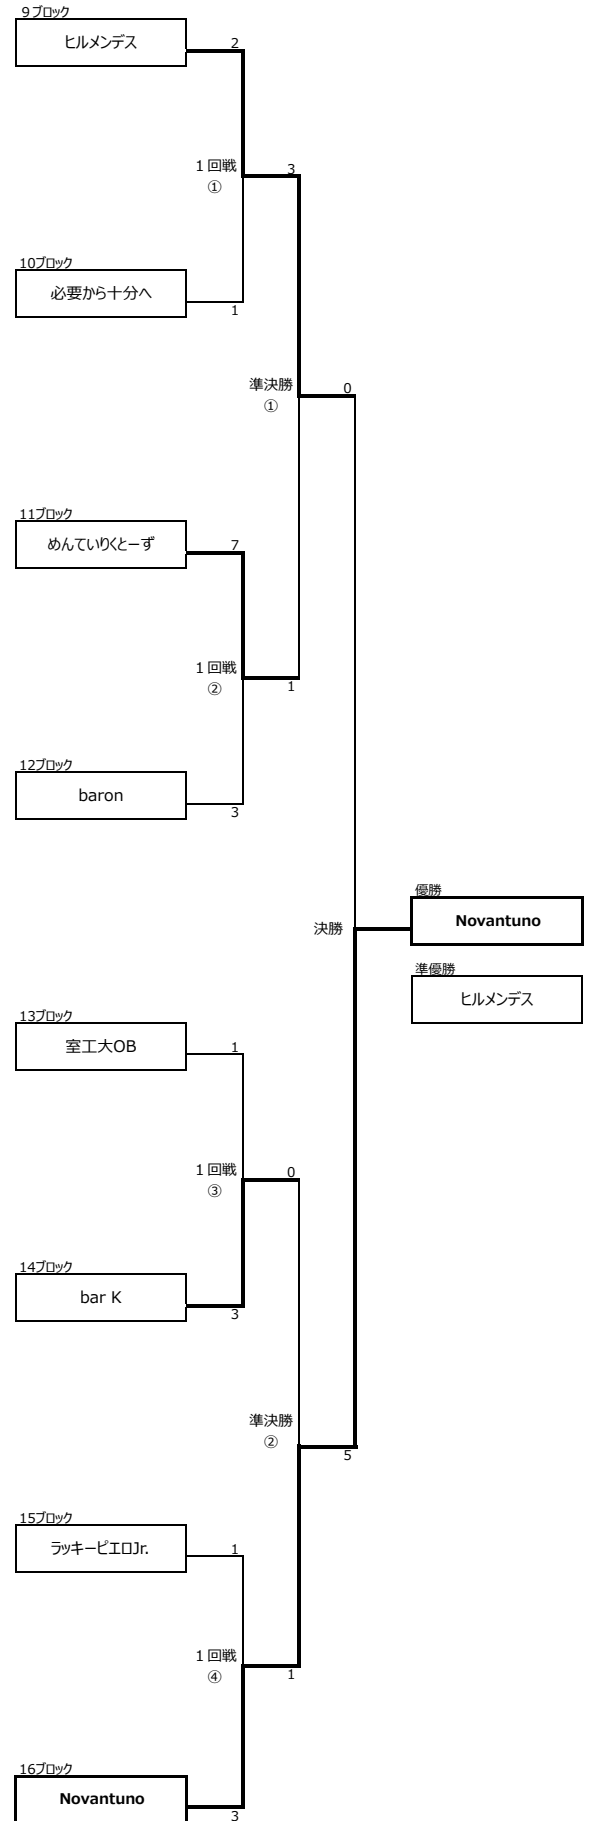 9ブロック
ヒルメンデス
2
1回戦
①
3
10ブロック
必要から十分へ
1
準決勝
①
0
11ブロック
めんていりくとーず
7
1回戦
②
1
12ブロック
baron
3
優勝
Novantuno
決勝
準優勝
ヒルメンデス
13ブロック
室工大OB
1
1回戦
③
0
14ブロック
bar K
3
準決勝
②
5
15ブロック
ラッキーピエロJr.
1
1回戦
④
1
16ブロック
Novantuno
3